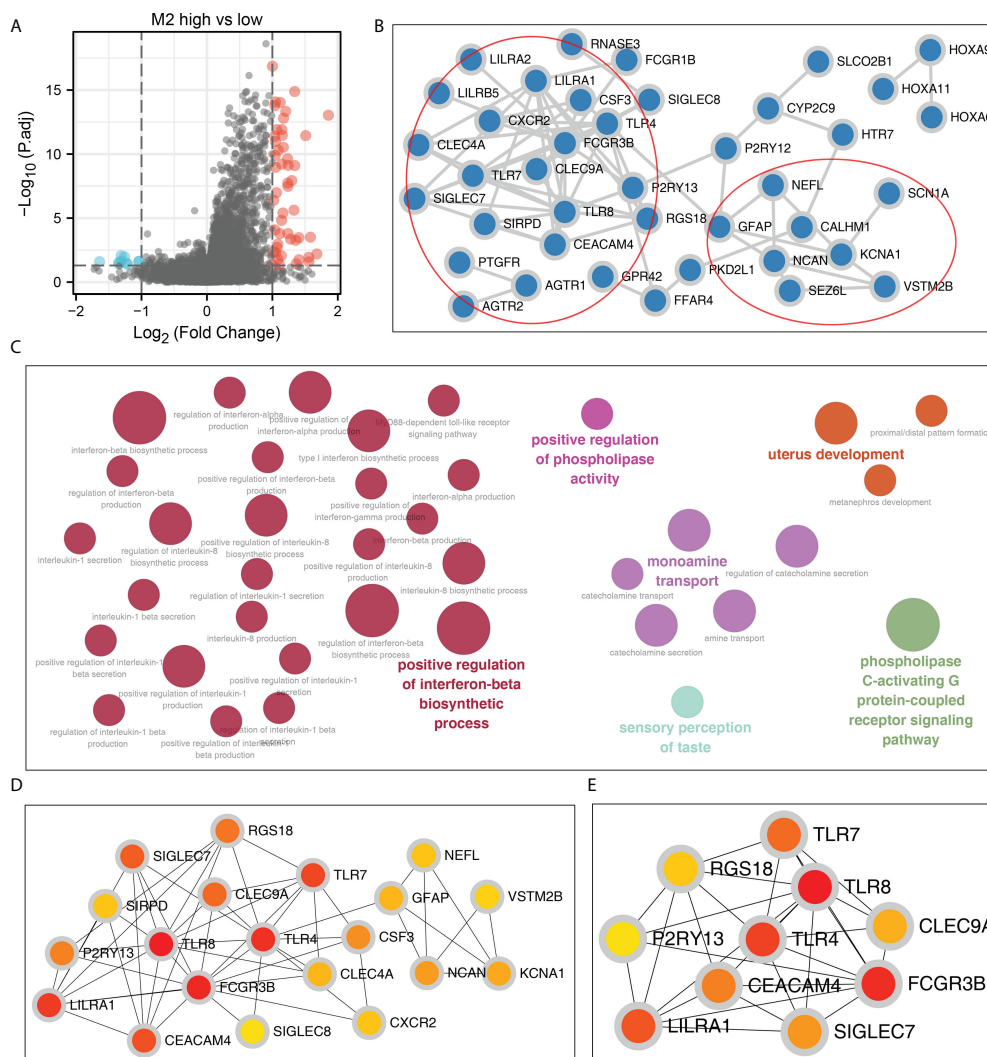 A
M2 high vs low
−Log10 (Padj)
15
10
5
0
−2
−1
0
1
2
Log2 (Fold Change)
B
RNASE3
LILRA2
FCGR1B
LILRA1
LILRB5
CSF3
SIGLEC8
CXCR2
TLR4
CLEC4A
FCGR3B
TLR7
CLEC9A
P2RY13
SIGLEC7
TLR8
RGS18
SIRPD
CEACAM4
PTGFR
GPR42
AGTR1
AGTR2
FFAR4
PKD2L1
SLCO2B1
HOXA9
HOXA11
CYP2C9
HTR7
P2RY12
NEFL
SCN1A
GFAP
CALHM1
KCNA1
NCAN
SEZ6L
VSTM2B
C
regulation of interferon-alpha
production
positive regulation of
interferon-alpha production
MyD88-dependent toll-like receptor
signaling pathway
interferon-beta biosynthetic process
type I interferon biosynthetic process
regulation of interferon-beta
production
positive regulation of interferon-beta
production
positive regulation of
interferon-gamma production
interferon-alpha production
interleukin-1 secretion
regulation of interleukin-8
biosynthetic process
positive regulation of interleukin-8
biosynthetic process
interferon-beta production
positive regulation of interleukin-8
production
interleukin-8 biosynthetic process
regulation of interleukin-1 secretion
interleukin-1 beta secretion
interleukin-8 production
regulation of interferon-beta
biosynthetic process
positive regulation of interleukin-1
beta secretion
positive regulation of interleukin-1
production
positive regulation of interleukin-1
secretion
positive regulation
of interferon-beta
biosynthetic
process
regulation of interleukin-1 beta
production
positive regulation of interleukin-1
beta production
regulation of interleukin-1 beta
secretion
positive regulation
of phospholipase
activity
uterus development
proximal/distal pattern formation
metanephros development
monoamine
transport
regulation of catecholamine secretion
catecholamine transport
catecholamine secretion
amine transport
sensory perception
of taste
phospholipase
C-activating G
protein-coupled
receptor signaling
pathway
D
RGS18
SIGLEC7
TLR7
NEFL
CLEC9A
VSTM2B
SIRPD
GFAP
P2RY13
TLR8
TLR4
CSF3
CLEC4A
NCAN
KCNA1
FCGR3B
LILRA1
SIGLEC8
CXCR2
CEACAM4
E
TLR7
RGS18
TLR8
CLEC9A
P2RY13
TLR4
CEACAM4
FCGR3B
LILRA1
SIGLEC7